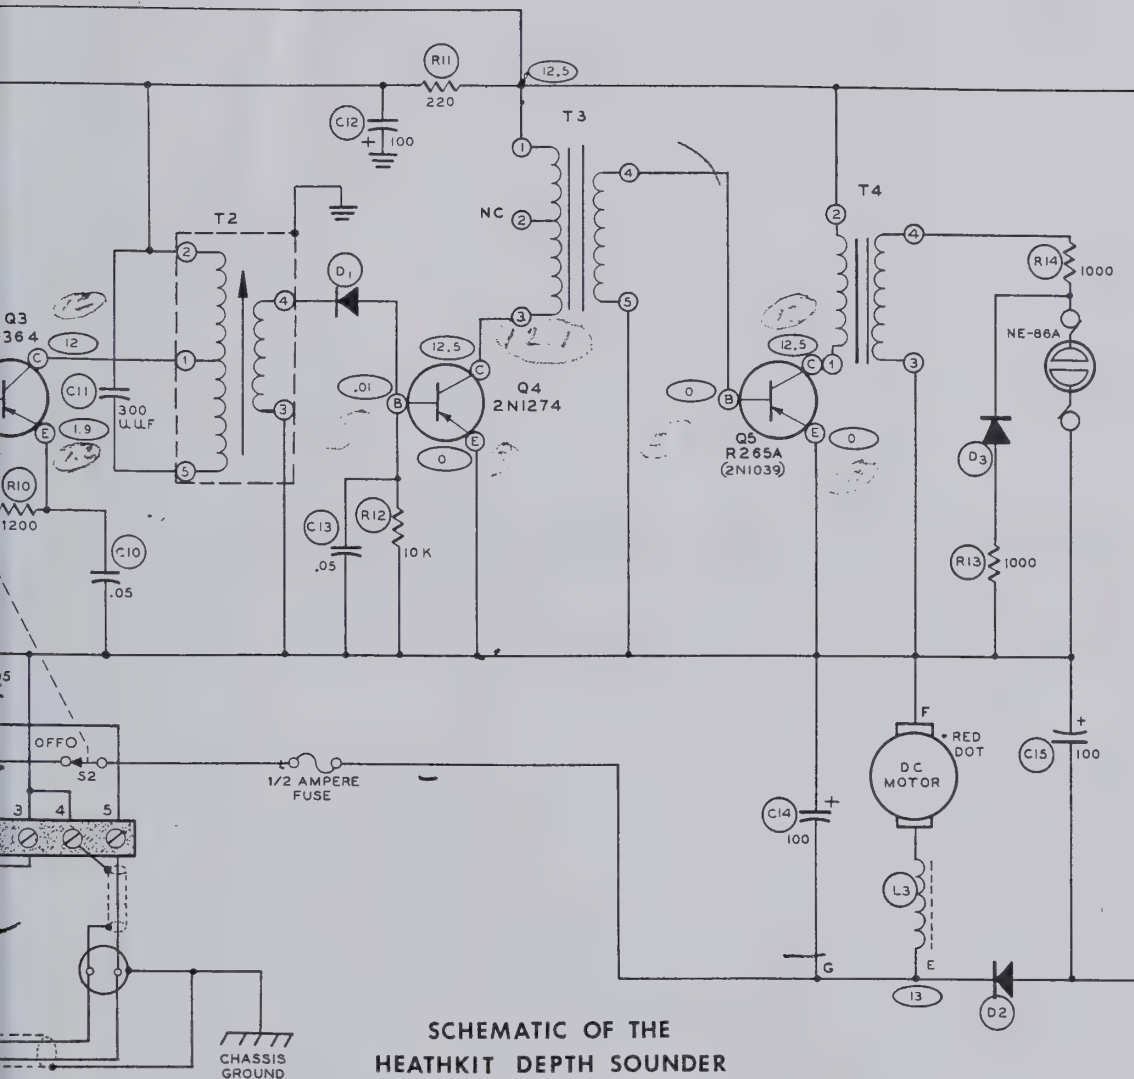 R11
220
12.5
C12
+ 100
T3
1
4
NC
2
3
5
T2
2
D1
4
Q3
364
12
C
1
C11
300
UUF
E
1.9
5
3
R10
1200
C10
.05
12.5
C
.01
B
Q4
2N1274
E
0
12.1
C13
.05
R12
10 K
T4
2
4
R14
1000
NE-86A
12.5
C
1
3
0
B
Q5
R265A
(2N1039)
E
0
D3
R13
1000
OFF
S2
1/2 AMPERE
FUSE
3 4 5
F
RED
DOT
DC
MOTOR
C15
+
100
C14
+
100
L3
G
E
13
D2
CHASSIS
GROUND
SCHEMATIC OF THE
HEATHKIT DEPTH SOUNDER